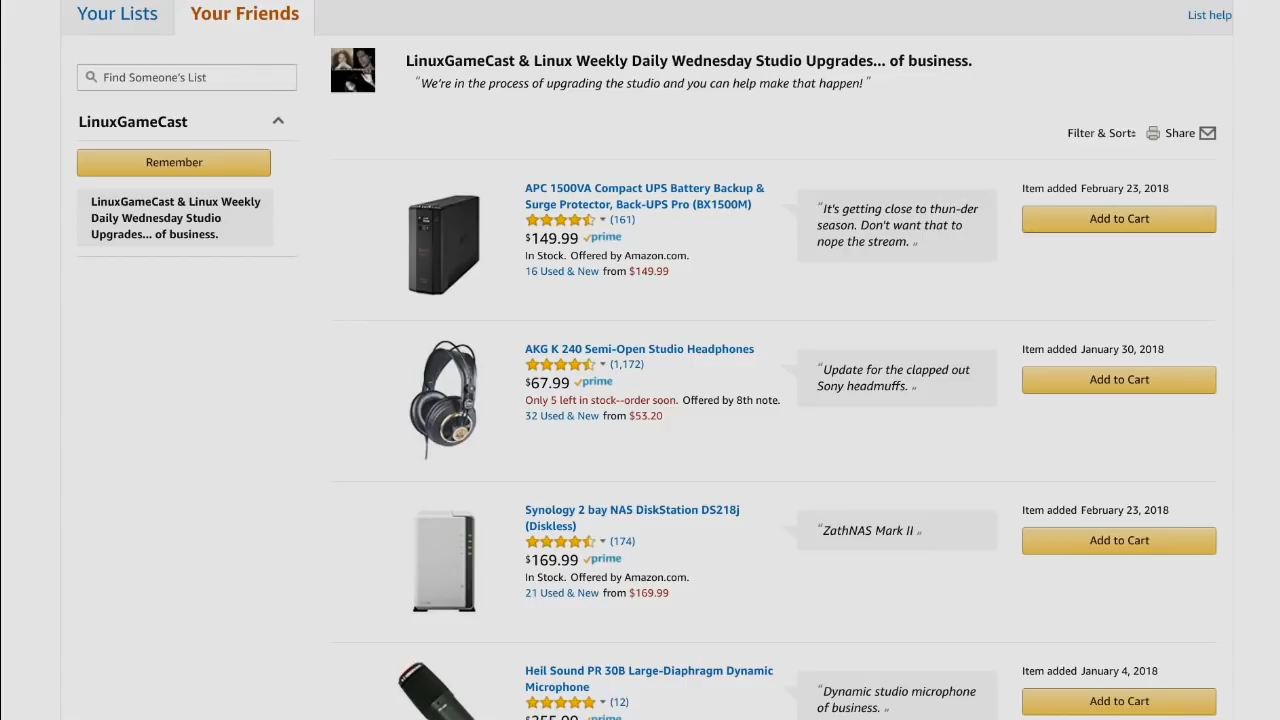 Your Lists
Your Friends
List help
Find Someone's List
LinuxGameCast
Remember
LinuxGameCast & Linux Weekly
Daily Wednesday Studio
Upgrades... of business.
LinuxGameCast & Linux Weekly Daily Wednesday Studio Upgrades... of business.
"We're in the process of upgrading the studio and you can help make that happen!"
Filter & Sort
Share
APC 1500VA Compact UPS Battery Backup &
Surge Protector, Back-UPS Pro (BX1500M)
(161)
$149.99 prime
In Stock. Offered by Amazon.com.
16 Used & New from $149.99
"It's getting close to thun-der
season. Don't want that to
nope the stream. "
Item added February 23, 2018
Add to Cart
AKG K 240 Semi-Open Studio Headphones
(1,172)
$67.99 prime
Only 5 left in stock--order soon. Offered by 8th note.
32 Used & New from $53.20
"Update for the clapped out
Sony headmuffs. "
Item added January 30, 2018
Add to Cart
Synology 2 bay NAS DiskStation DS218j
(Diskless)
(174)
$169.99 prime
In Stock. Offered by Amazon.com.
21 Used & New from $169.99
"ZathNAS Mark II "
Item added February 23, 2018
Add to Cart
Heil Sound PR 30B Large-Diaphragm Dynamic
Microphone
(12)
prime
"Dynamic studio microphone
of business. "
Item added January 4, 2018
Add to Cart